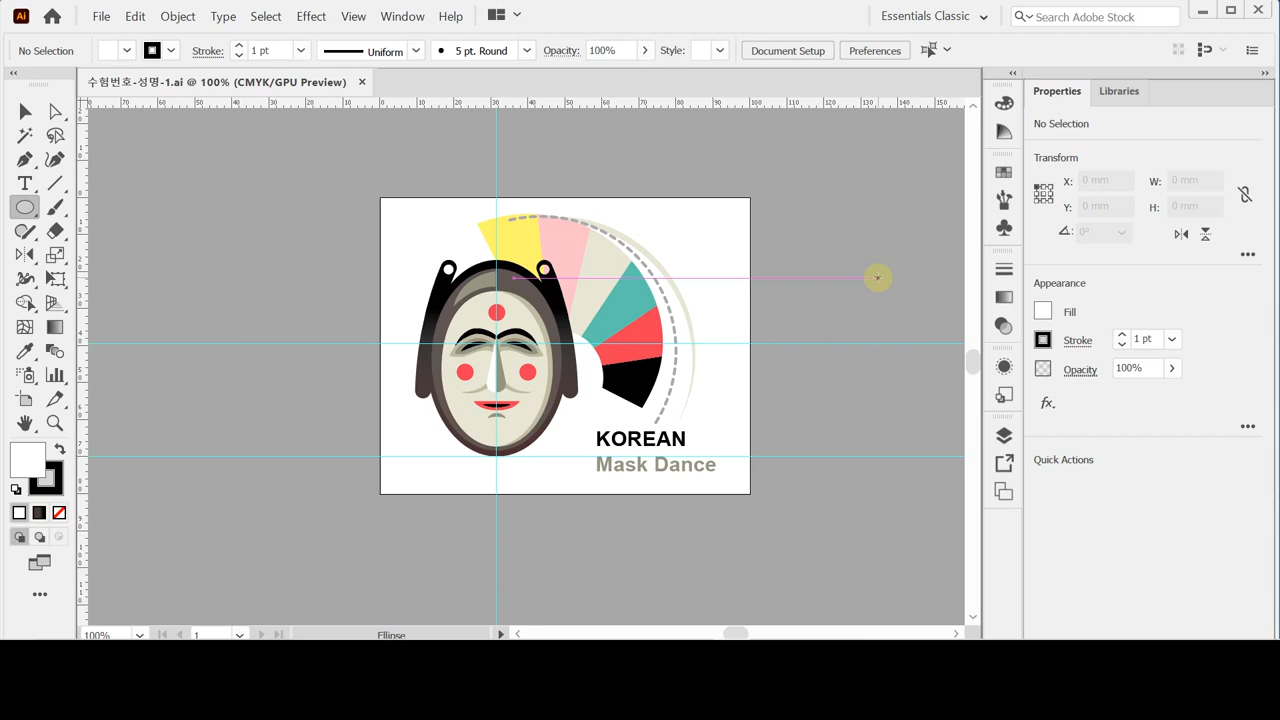 Ai File Edit Object Type Select Effect View Window Help Essentials Classic Search Adobe Stock
No Selection Stroke: 1 pt Uniform 5 pt. Round Opacity: 100% Style: Document Setup Preferences
수험번호-성명-1.ai @ 100% (CMYK/GPU Preview)
Properties Libraries
No Selection
Transform
X: 0 mm W: 0 mm
Y: 0 mm H: 0 mm
0°
Appearance
Fill
Stroke 1 pt
Opacity 100%
fx.
Quick Actions
KOREAN
Mask Dance
100% 1 Ellipse